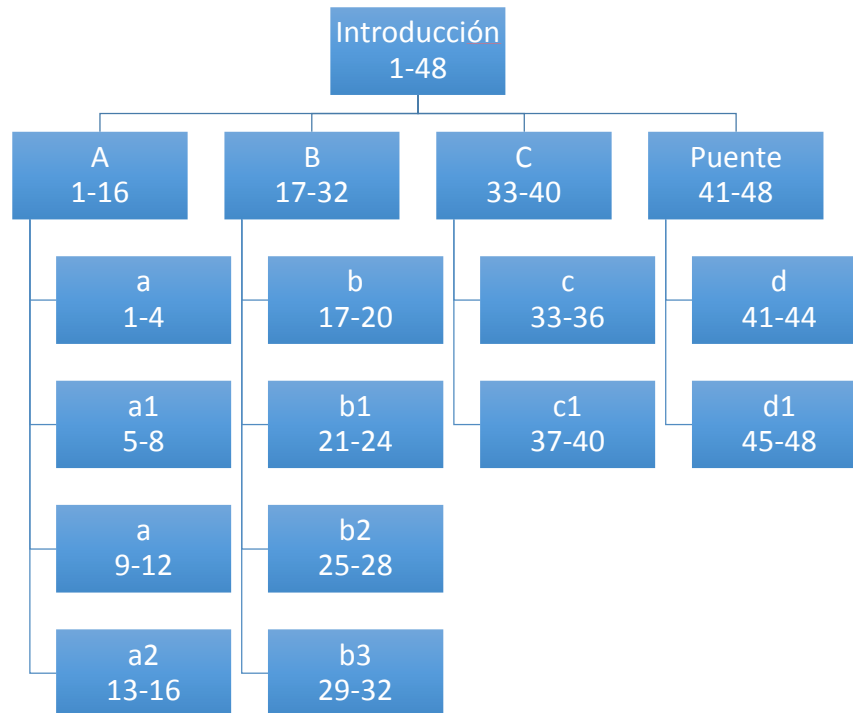 Introducción
1-48
A
1-16
B
17-32
C
33-40
Puente
41-48
a
1-4
b
17-20
c
33-36
d
41-44
a1
5-8
b1
21-24
c1
37-40
d1
45-48
a
9-12
b2
25-28
a2
13-16
b3
29-32